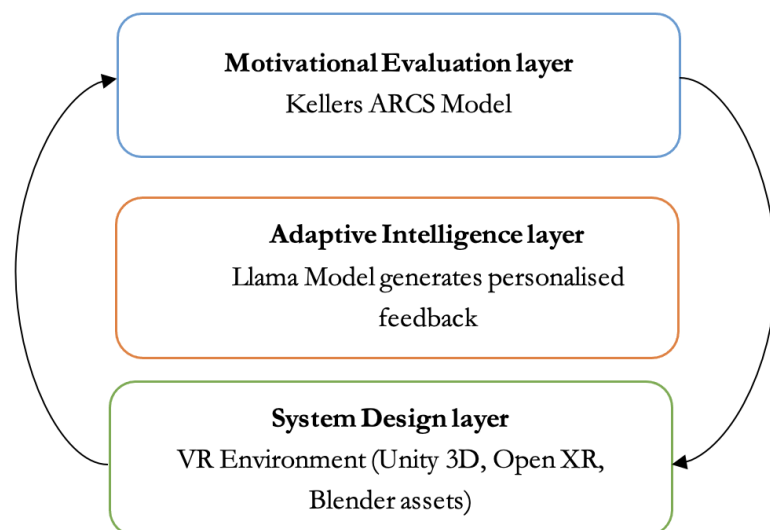 Motivational Evaluation layer
Kellers ARCS Model
Adaptive Intelligence layer
Llama Model generates personalised
feedback
System Design layer
VR Environment (Unity 3D, Open XR,
Blender assets)